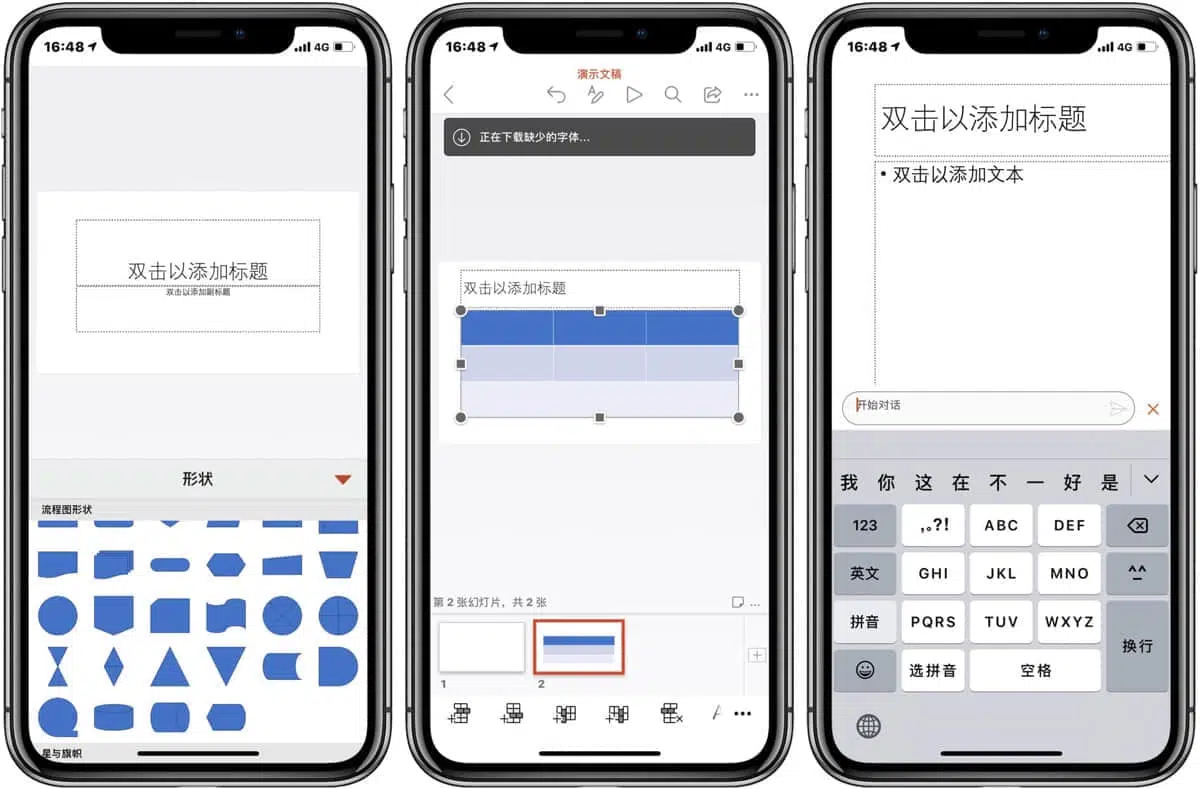 16:48
4G
双击以添加标题
双击以添加副标题
形状
流程图形状
星与旗帜
16:48
4G
演示文稿
正在下载缺少的字体...
双击以添加标题
第 2 张幻灯片，共 2 张
1
2
16:48
4G
双击以添加标题
• 双击以添加文本
开始对话
我 你 这 在 不 一 好 是
123 ,。?! ABC DEF
英文 GHI JKL MNO ^^
拼音 PQRS TUV WXYZ
换行
选拼音 空格